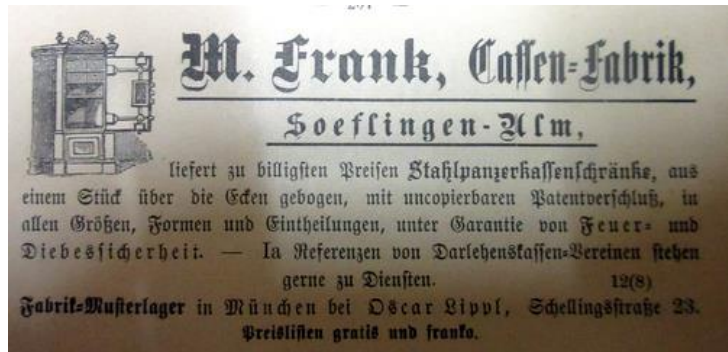 M. Frank, Cassen-Fabrik,
Soeflingen-Ulm,
liefert zu billigsten Preisen Stahlpanzerkassenschränke, aus
einem Stück über die Ecken gebogen, mit uncopierbaren Patentverschluß, in
allen Größen, Formen und Eintheilungen, unter Garantie von Feuer- und
Diebessicherheit. — Ia Referenzen von Darlehenskassen-Vereinen stehen
gerne zu Diensten. 12(8)
Fabrik-Musterlager in München bei Oscar Lippl, Schellingsstraße 23.
Preislisten gratis und franko.